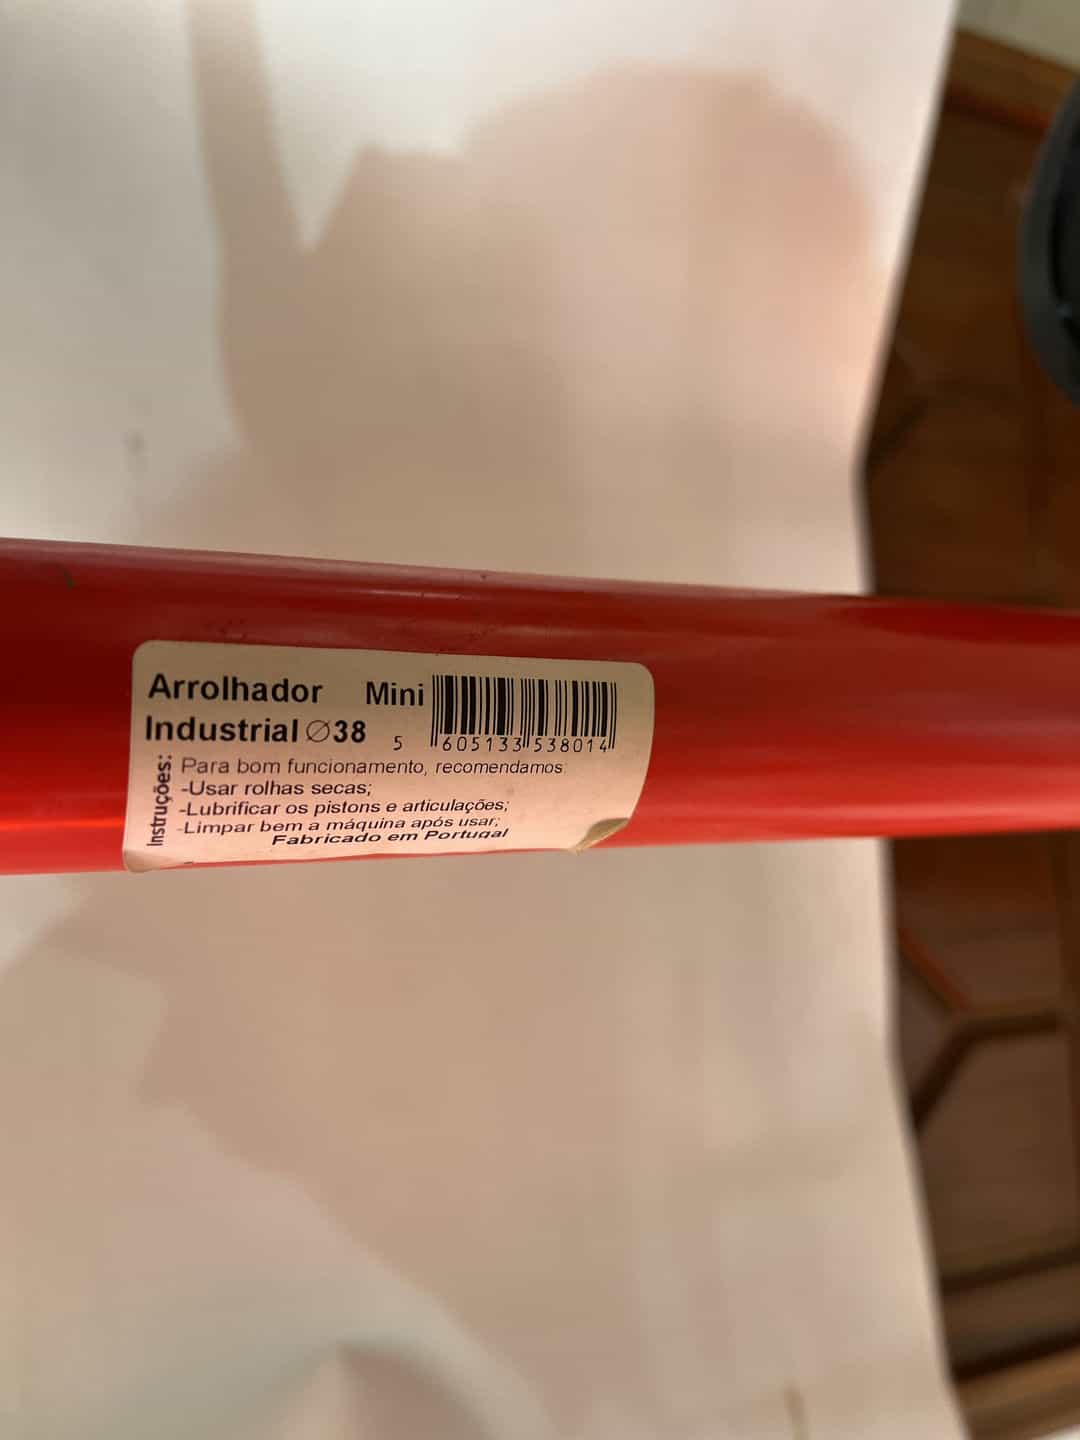 Arrolhador Mini
Industrial ∅38
5 605133 538014
Instruções:
Para bom funcionamento, recomendamos:
-Usar rolhas secas;
-Lubrificar os pistons e articulações;
-Limpar bem a máquina após usar;
Fabricado em Portugal